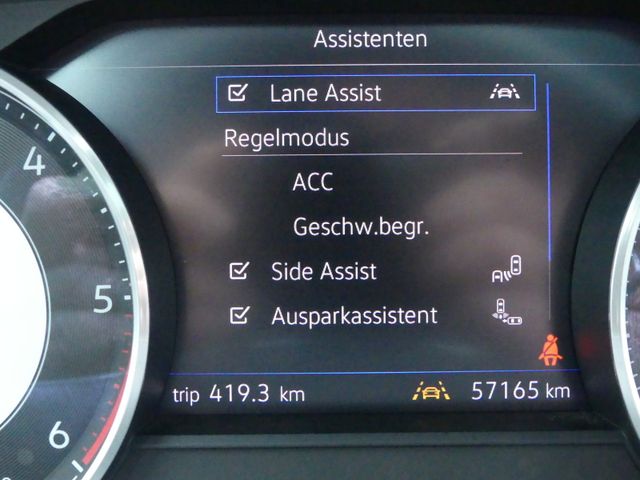 Assistenten
Lane Assist
Regelmodus
ACC
Geschw.begr.
Side Assist
Ausparkassistent
4
5
6
trip 419.3 km 57165 km